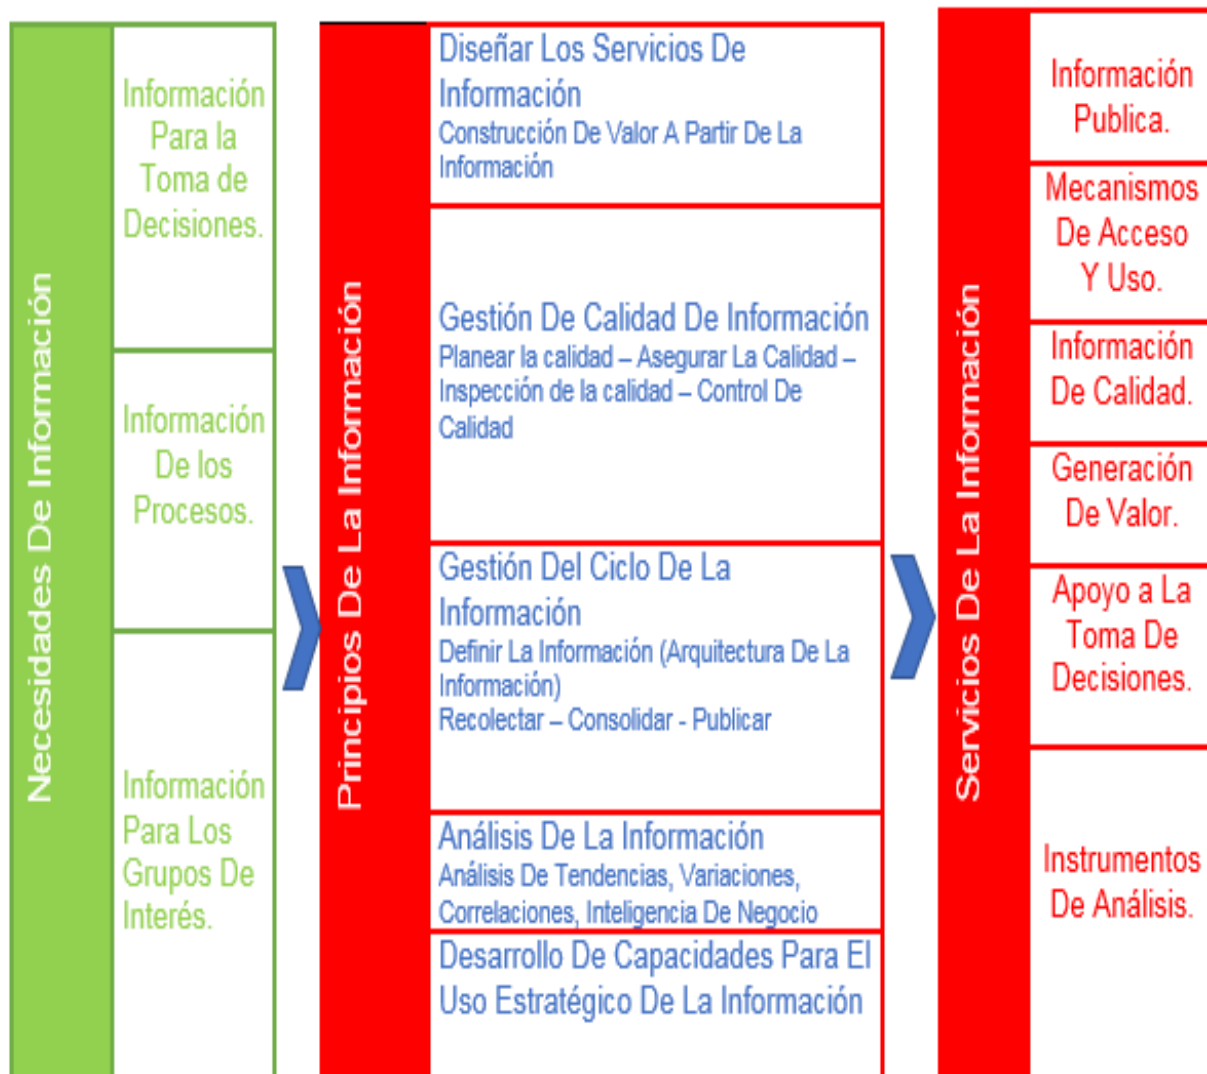 Necesidades De Información
Información
Para la
Toma de
Decisiones.
Información
De los
Procesos.
Información
Para Los
Grupos De
Interés.
Principios De La Información
Diseñar Los Servicios De
Información
Construcción De Valor A Partir De La
Información
Gestión De Calidad De Información
Planear la calidad – Asegurar La Calidad –
Inspección de la calidad – Control De
Calidad
Gestión Del Ciclo De La
Información
Definir La Información (Arquitectura De La
Información)
Recolectar – Consolidar - Publicar
Análisis De La Información
Análisis De Tendencias, Variaciones,
Correlaciones, Inteligencia De Negocio
Desarrollo De Capacidades Para El
Uso Estratégico De La Información
Servicios De La Información
Información
Publica.
Mecanismos
De Acceso
Y Uso.
Información
De Calidad.
Generación
De Valor.
Apoyo a La
Toma De
Decisiones.
Instrumentos
De Análisis.